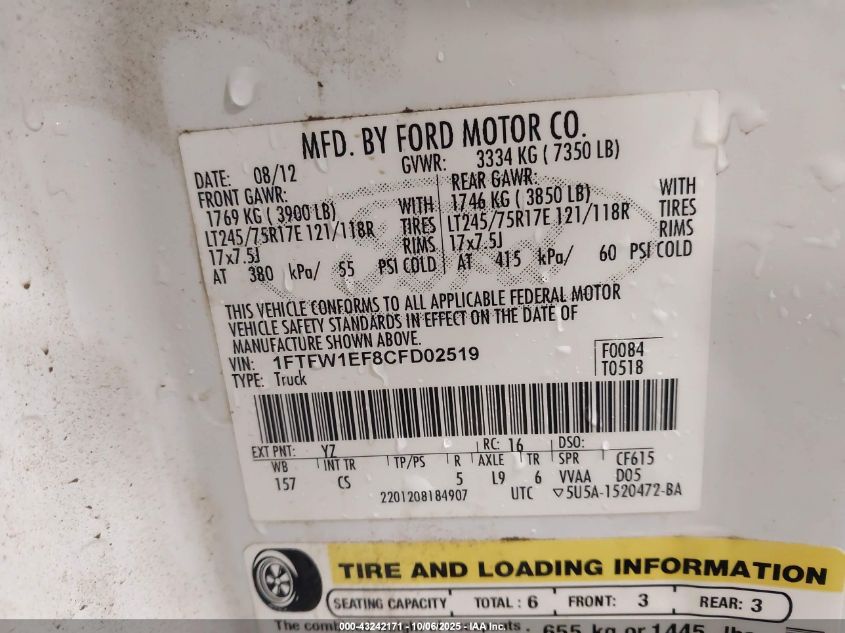 MFD. BY FORD MOTOR CO.
DATE: 08/12 GVWR: 3334 KG ( 7350 LB)
FRONT GAWR: REAR GAWR:
1769 KG ( 3900 LB) WITH 1746 KG ( 3850 LB) WITH
LT245/75R17E 121/118R TIRES LT245/75R17E 121/118R TIRES
17x7.5J RIMS 17x7.5J RIMS
AT 380 kPa/ 55 PSI COLD AT 415 kPa/ 60 PSI COLD
THIS VEHICLE CONFORMS TO ALL APPLICABLE FEDERAL MOTOR
VEHICLE SAFETY STANDARDS IN EFFECT ON THE DATE OF
MANUFACTURE SHOWN ABOVE.
VIN: 1FTFW1EF8CFD02519 F0084
TYPE: Truck T0518
EXT PNT: YZ RC: 16 DSO:
WB INT TR TP/PS R AXLE TR SPR CF615
157 CS 5 L9 6 VVAA D05
2201208184907 UTC ▽5U5A-1520472-BA
TIRE AND LOADING INFORMATION
SEATING CAPACITY TOTAL : 6 FRONT: 3 REAR: 3
The 655 kg or 1445 lbs
000-43242171 - 10/06/2025 - IAA Inc.